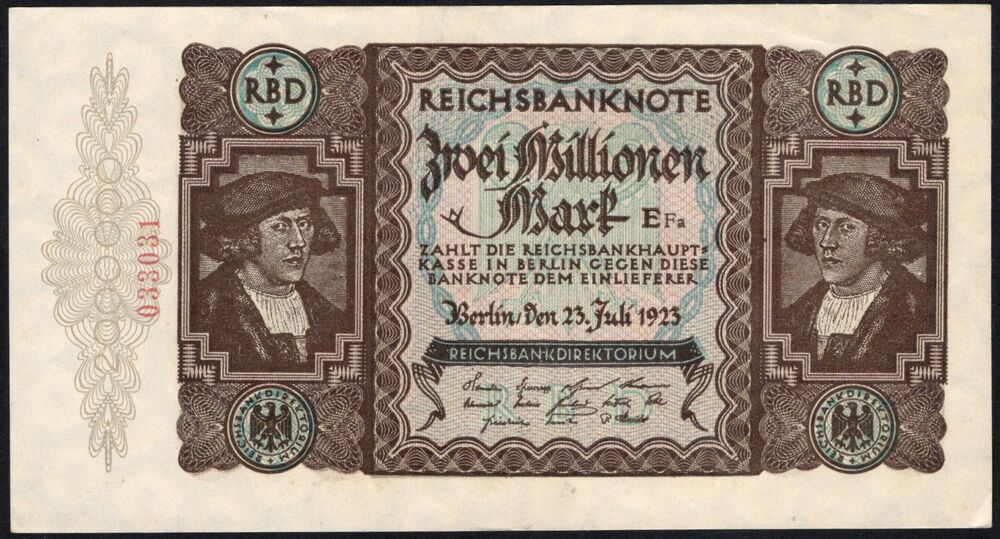 RBD
RBD
REICHSBANKNOTE
Zwei Millionen
Mark EFa
ZAHLT DIE REICHSBANKHAUPT=
KASSE IN BERLIN GEGEN DIESE
BANKNOTE DEM EINLIEFERER
Berlin, den 23. Juli 1923
REICHSBANKDIREKTORIUM
RBD
033031
REICHSBANKDIREKTORIUM
REICHSBANKDIREKTORIUM